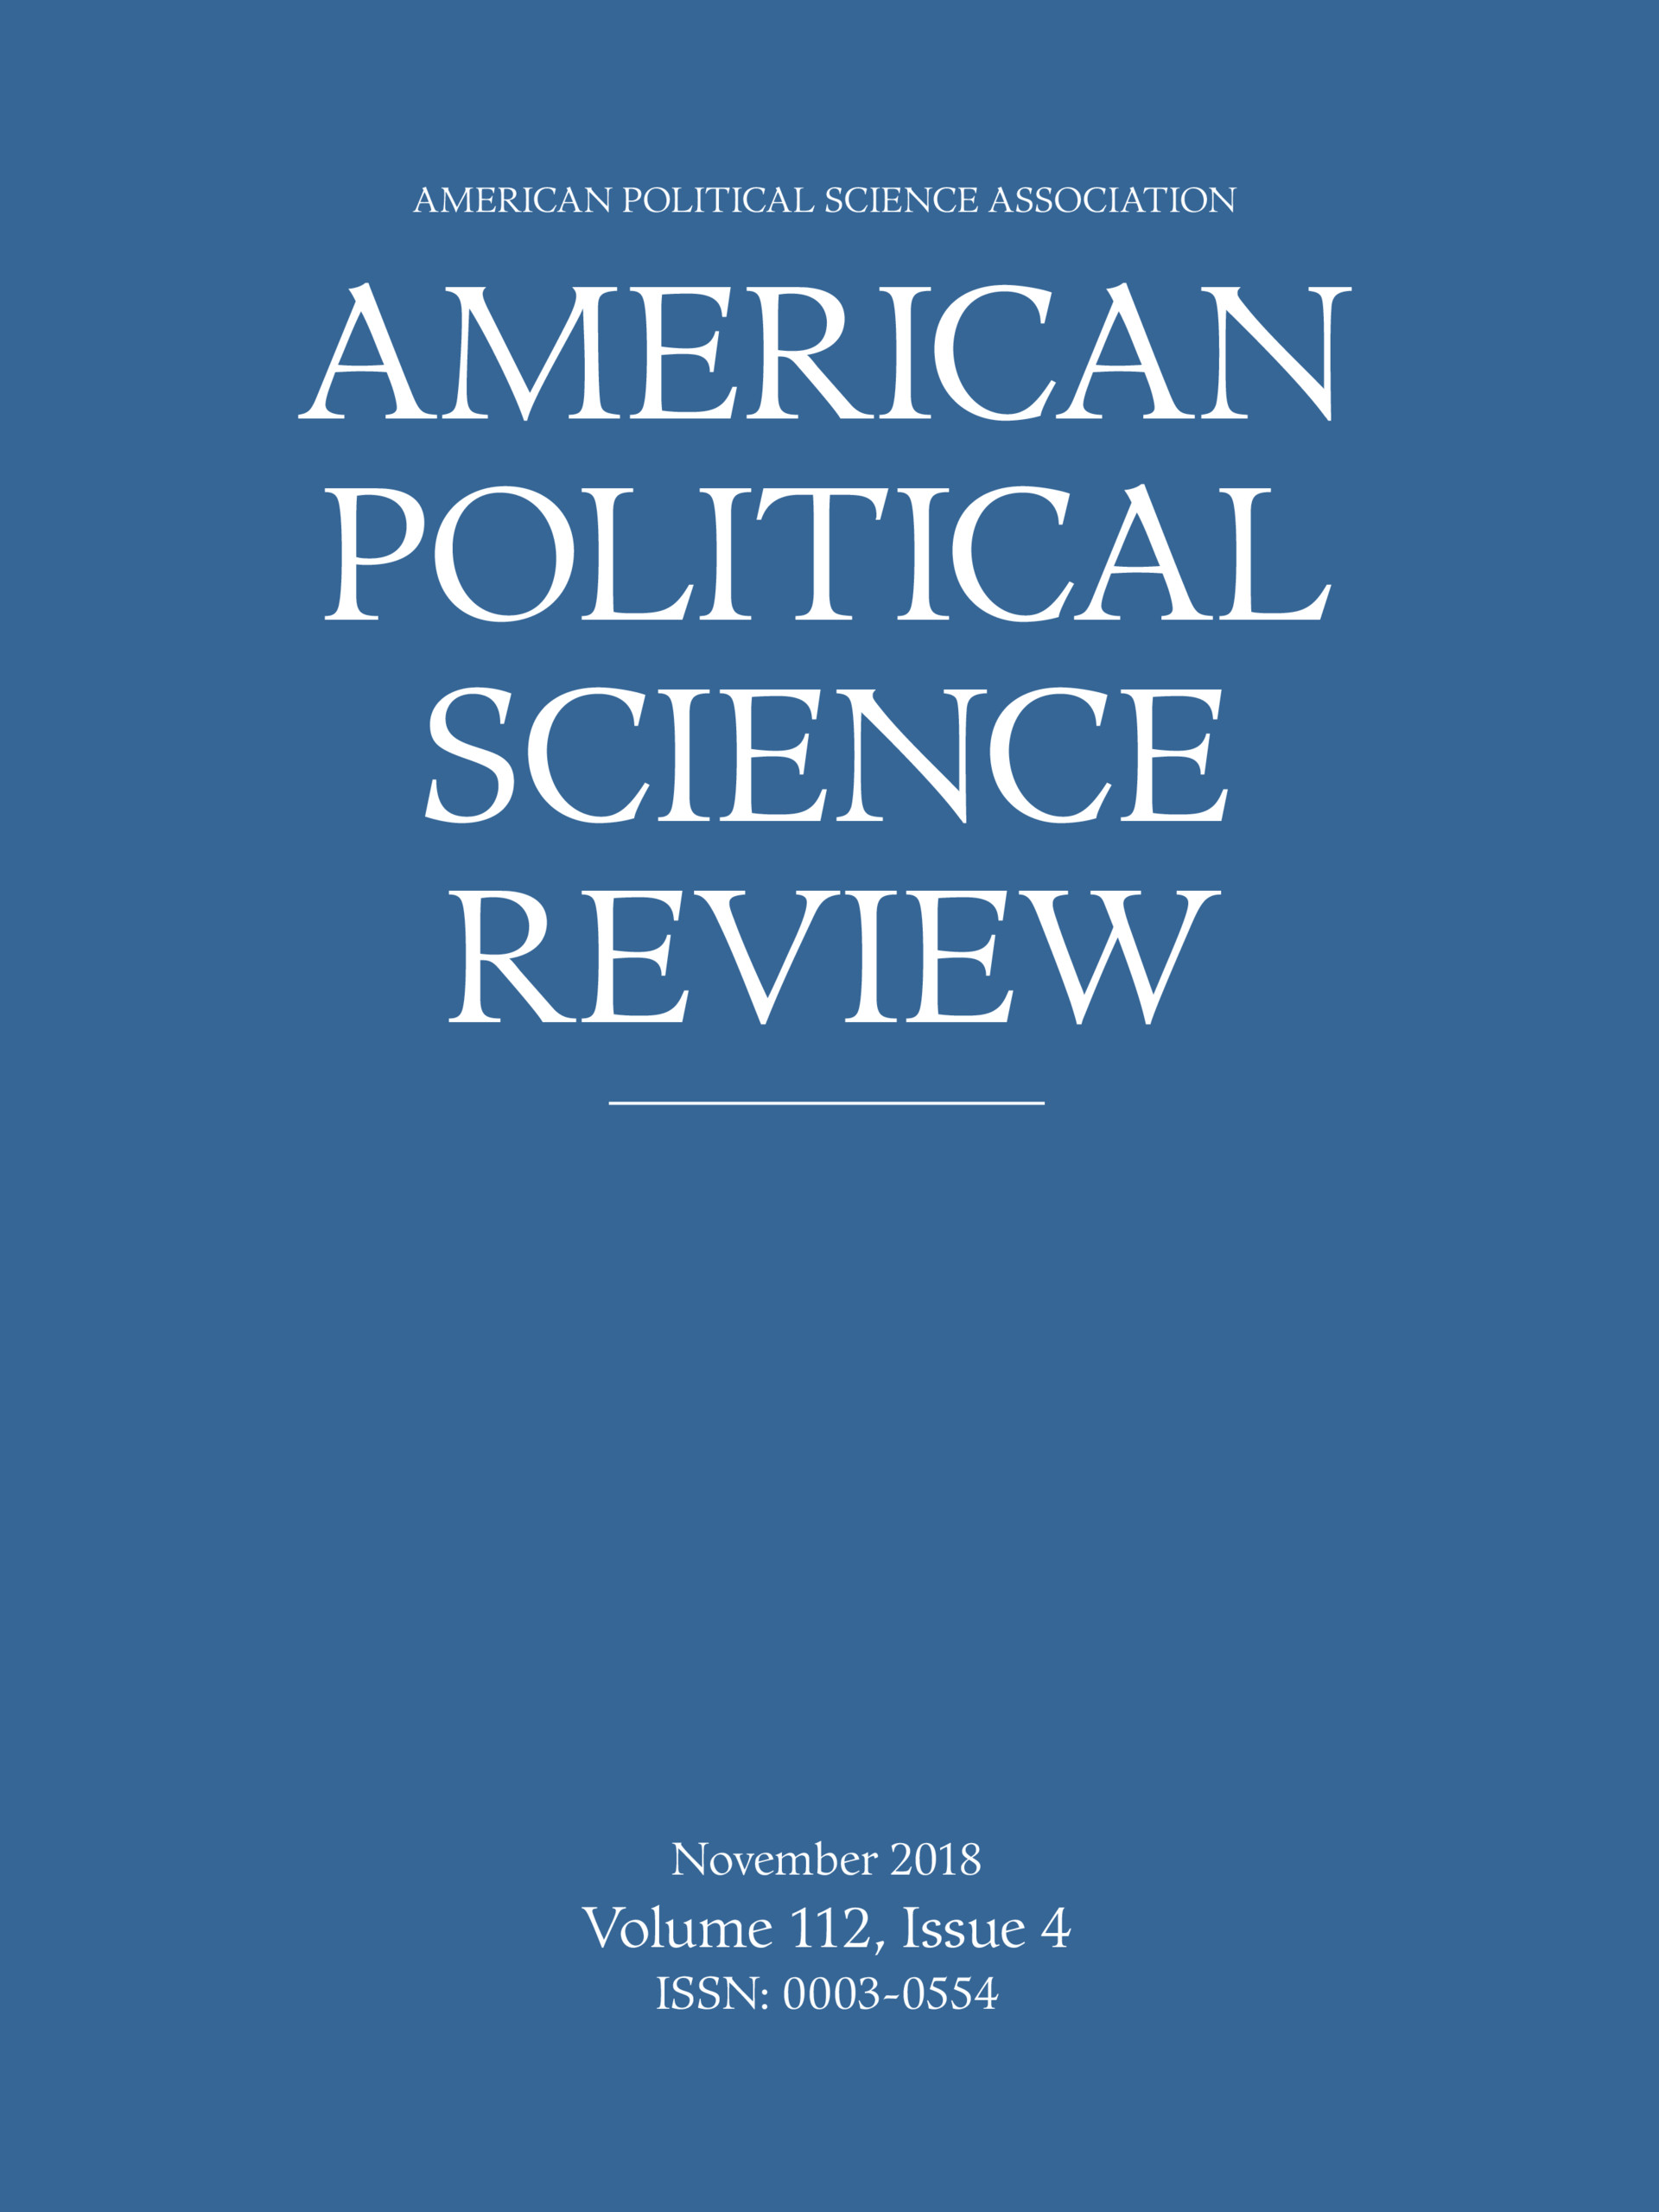 AMERICAN POLITICAL SCIENCE ASSOCIATION
AMERICAN
POLITICAL
SCIENCE
REVIEW
November 2018
Volume 112, Issue 4
ISSN: 0003-0554